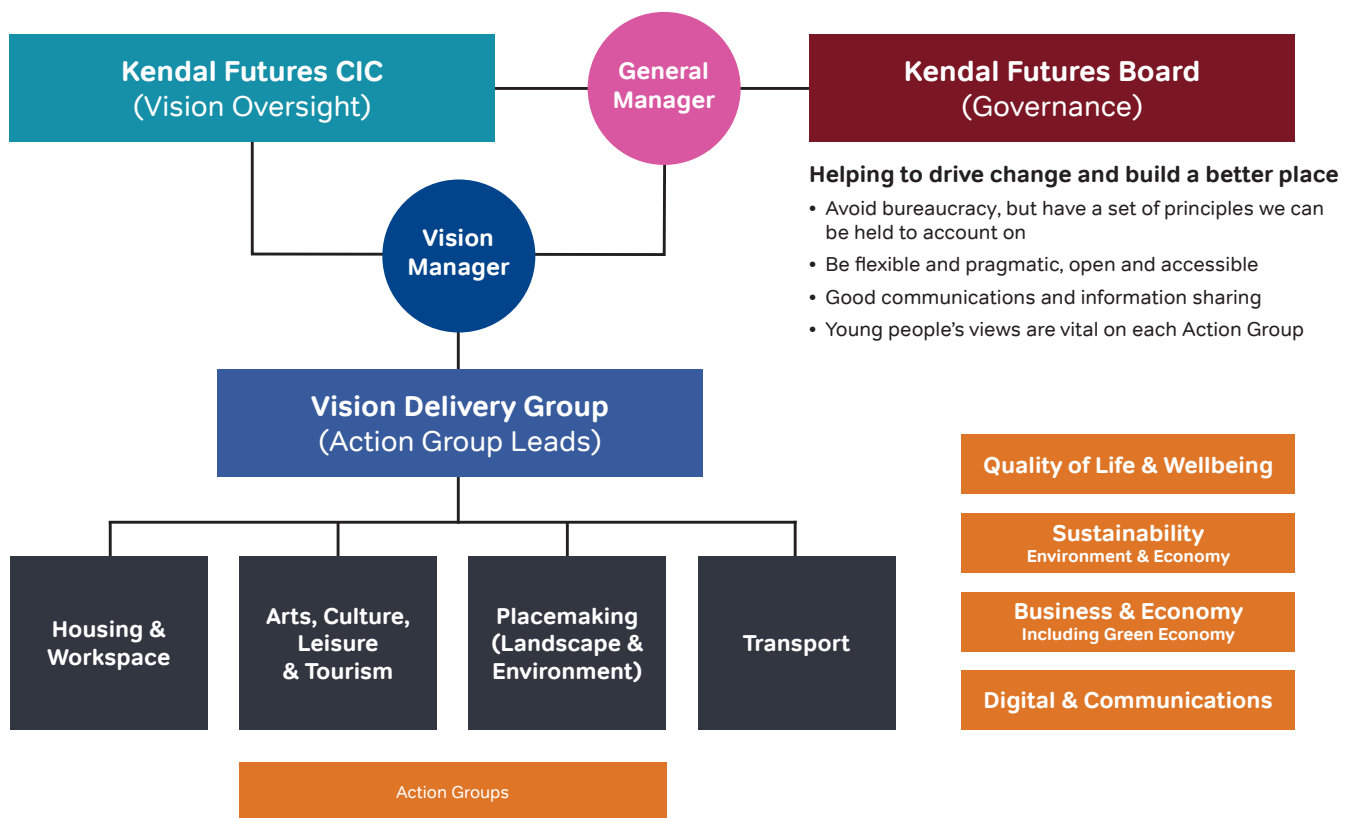 Kendal Futures CIC
(Vision Oversight)
General
Manager
Kendal Futures Board
(Governance)
Helping to drive change and build a better place
• Avoid bureaucracy, but have a set of principles we can
be held to account on
• Be flexible and pragmatic, open and accessible
• Good communications and information sharing
• Young people’s views are vital on each Action Group
Vision
Manager
Vision Delivery Group
(Action Group Leads)
Housing &
Workspace
Arts, Culture,
Leisure
& Tourism
Placemaking
(Landscape &
Environment)
Transport
Action Groups
Quality of Life & Wellbeing
Sustainability
Environment & Economy
Business & Economy
Including Green Economy
Digital & Communications